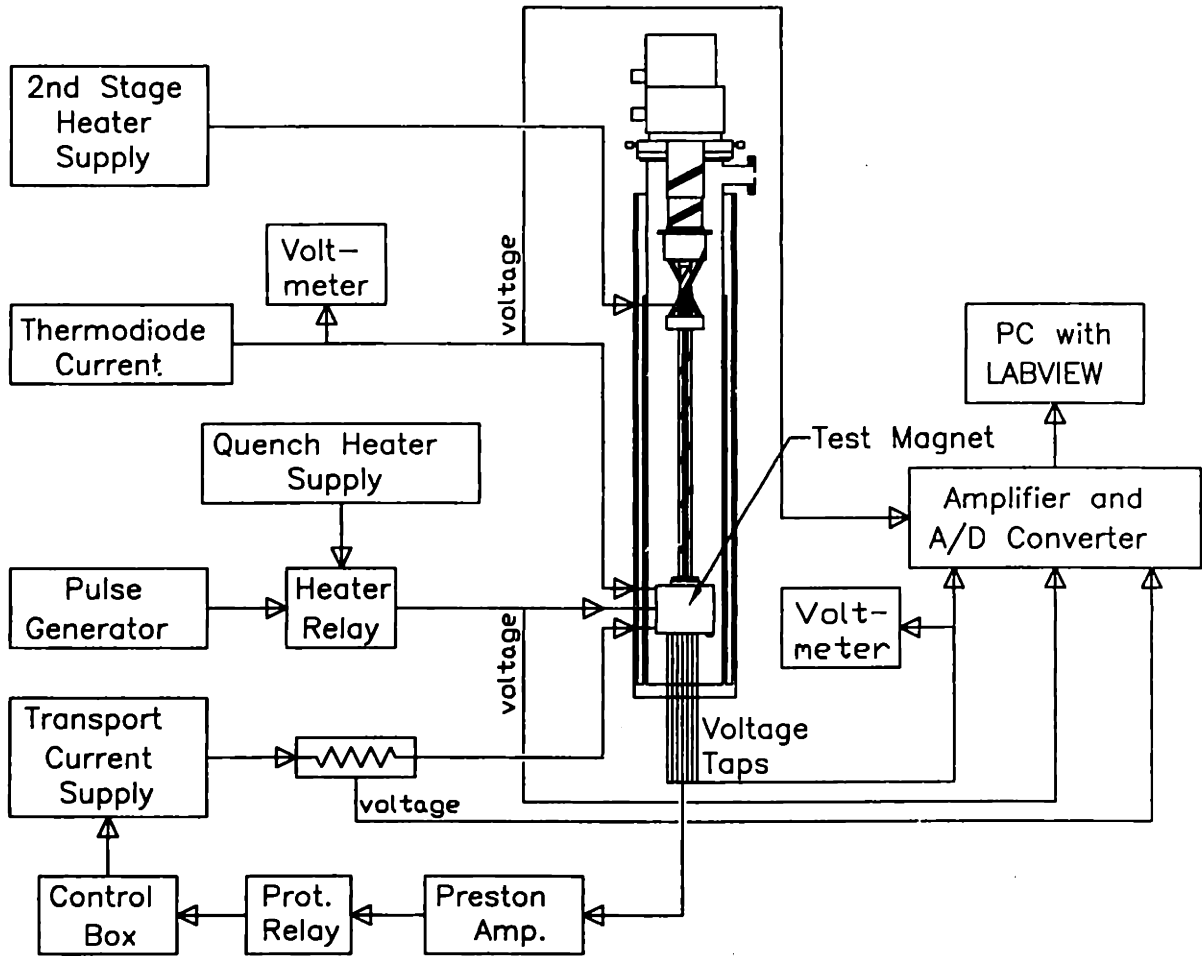 2nd Stage
Heater
Supply
Volt-
meter
voltage
Thermodiode
Current.
PC with
LABVIEW
Quench Heater
Supply
Test Magnet
Amplifier and
A/D Converter
Pulse
Generator
Heater
Relay
voltage
Volt-
meter
Transport
Current
Supply
Voltage
Taps
voltage
Control
Box
Prot.
Relay
Preston
Amp.